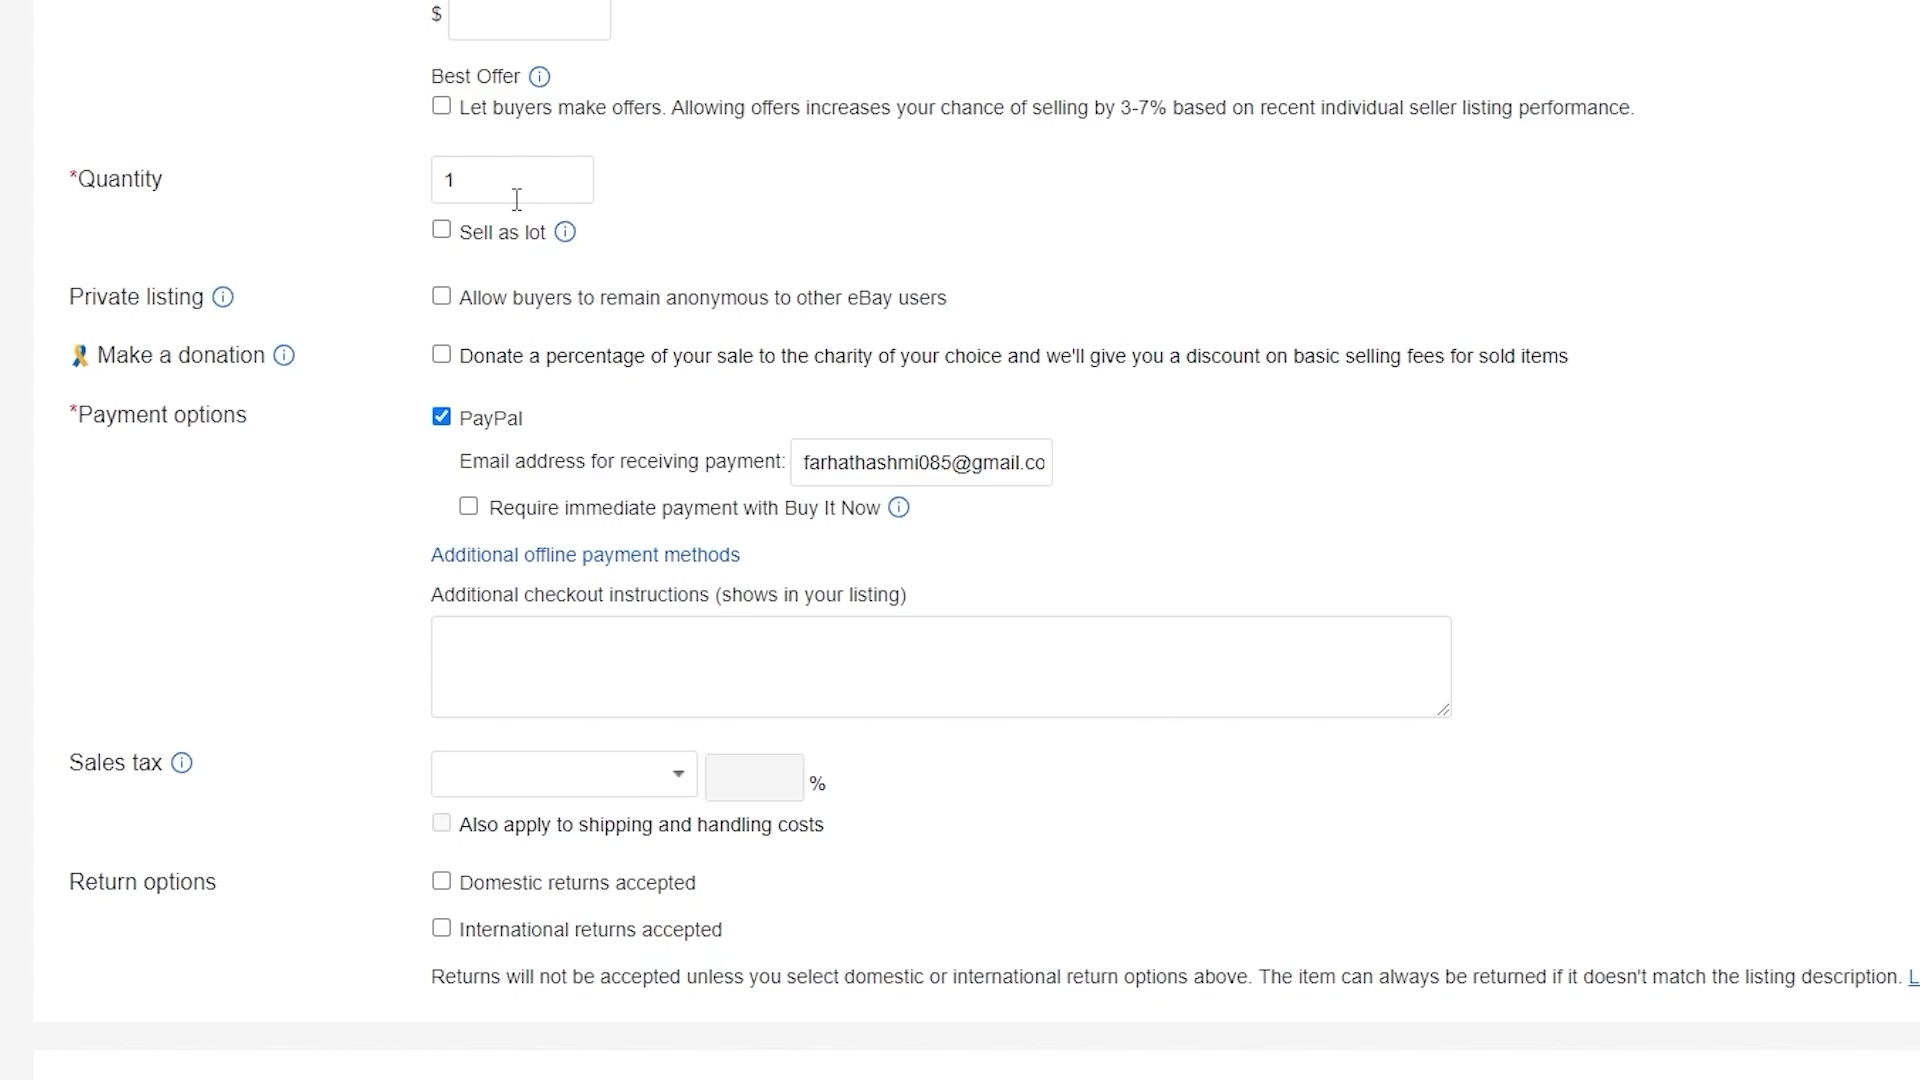 $
Best Offer
Let buyers make offers. Allowing offers increases your chance of selling by 3-7% based on recent individual seller listing performance.
*Quantity
1
Sell as lot
Private listing
Allow buyers to remain anonymous to other eBay users
Make a donation
Donate a percentage of your sale to the charity of your choice and we'll give you a discount on basic selling fees for sold items
*Payment options
PayPal
Email address for receiving payment: farhathashmi085@gmail.co
Require immediate payment with Buy It Now
Additional offline payment methods
Additional checkout instructions (shows in your listing)
Sales tax
%
Also apply to shipping and handling costs
Return options
Domestic returns accepted
International returns accepted
Returns will not be accepted unless you select domestic or international return options above. The item can always be returned if it doesn't match the listing description. L